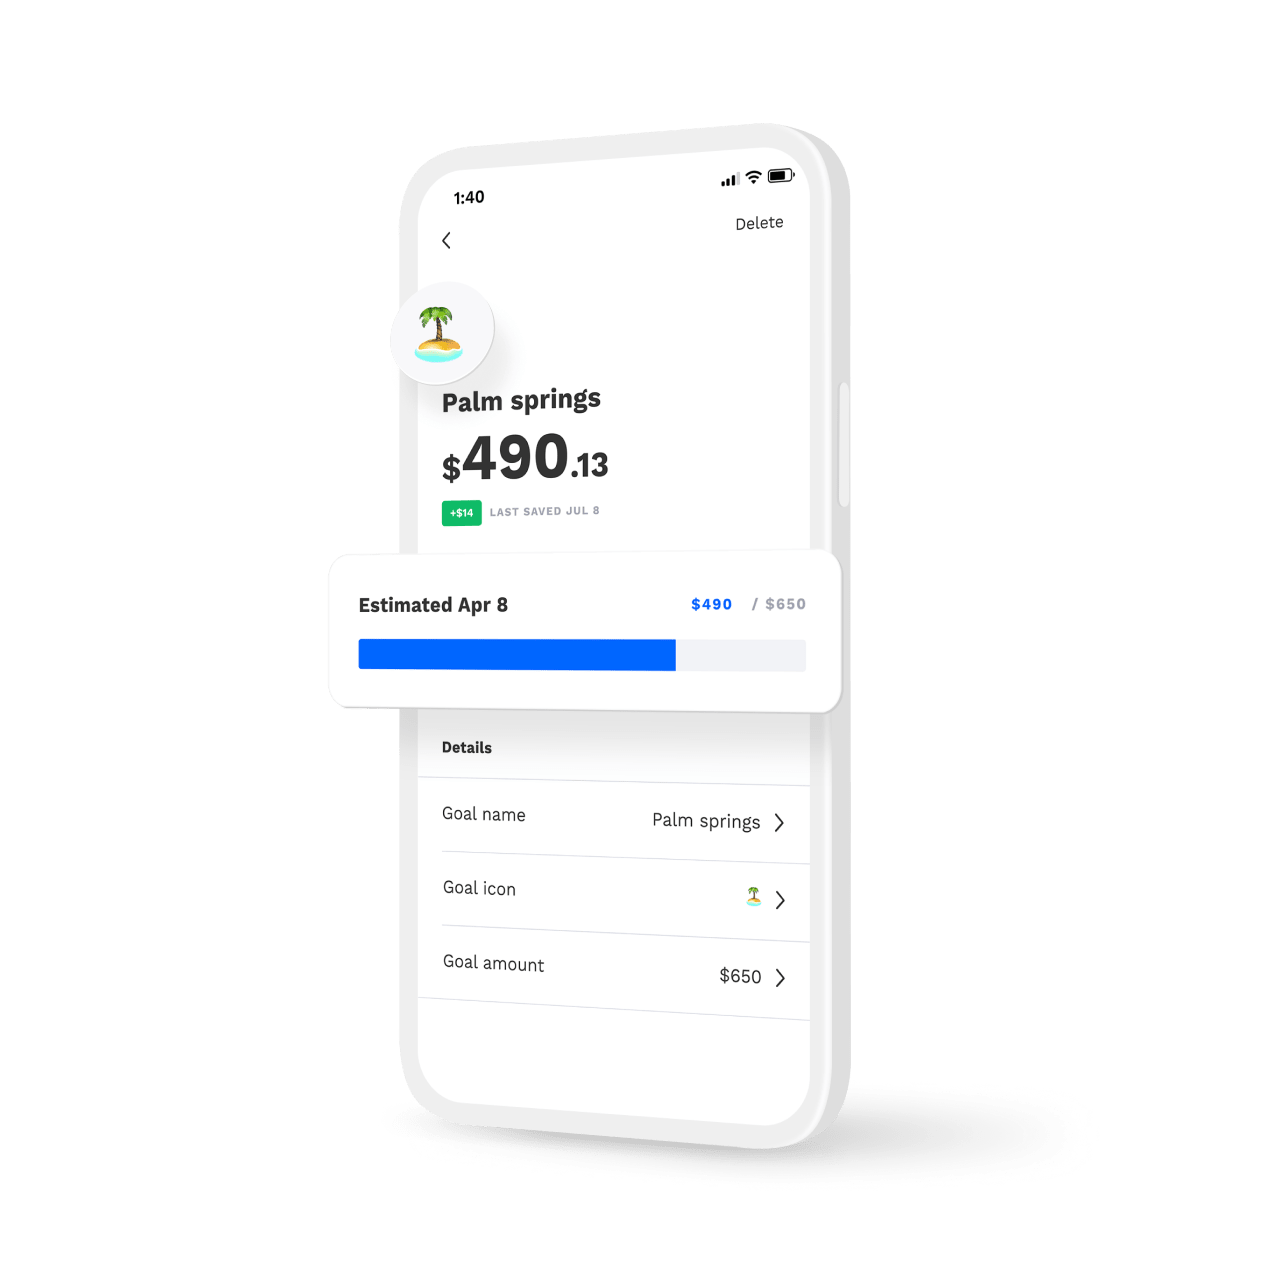 1:40
Delete
Palm springs
$490.13
+$14 LAST SAVED JUL 8
Estimated Apr 8 $490 / $650
Details
Goal name Palm springs
Goal icon
Goal amount $650